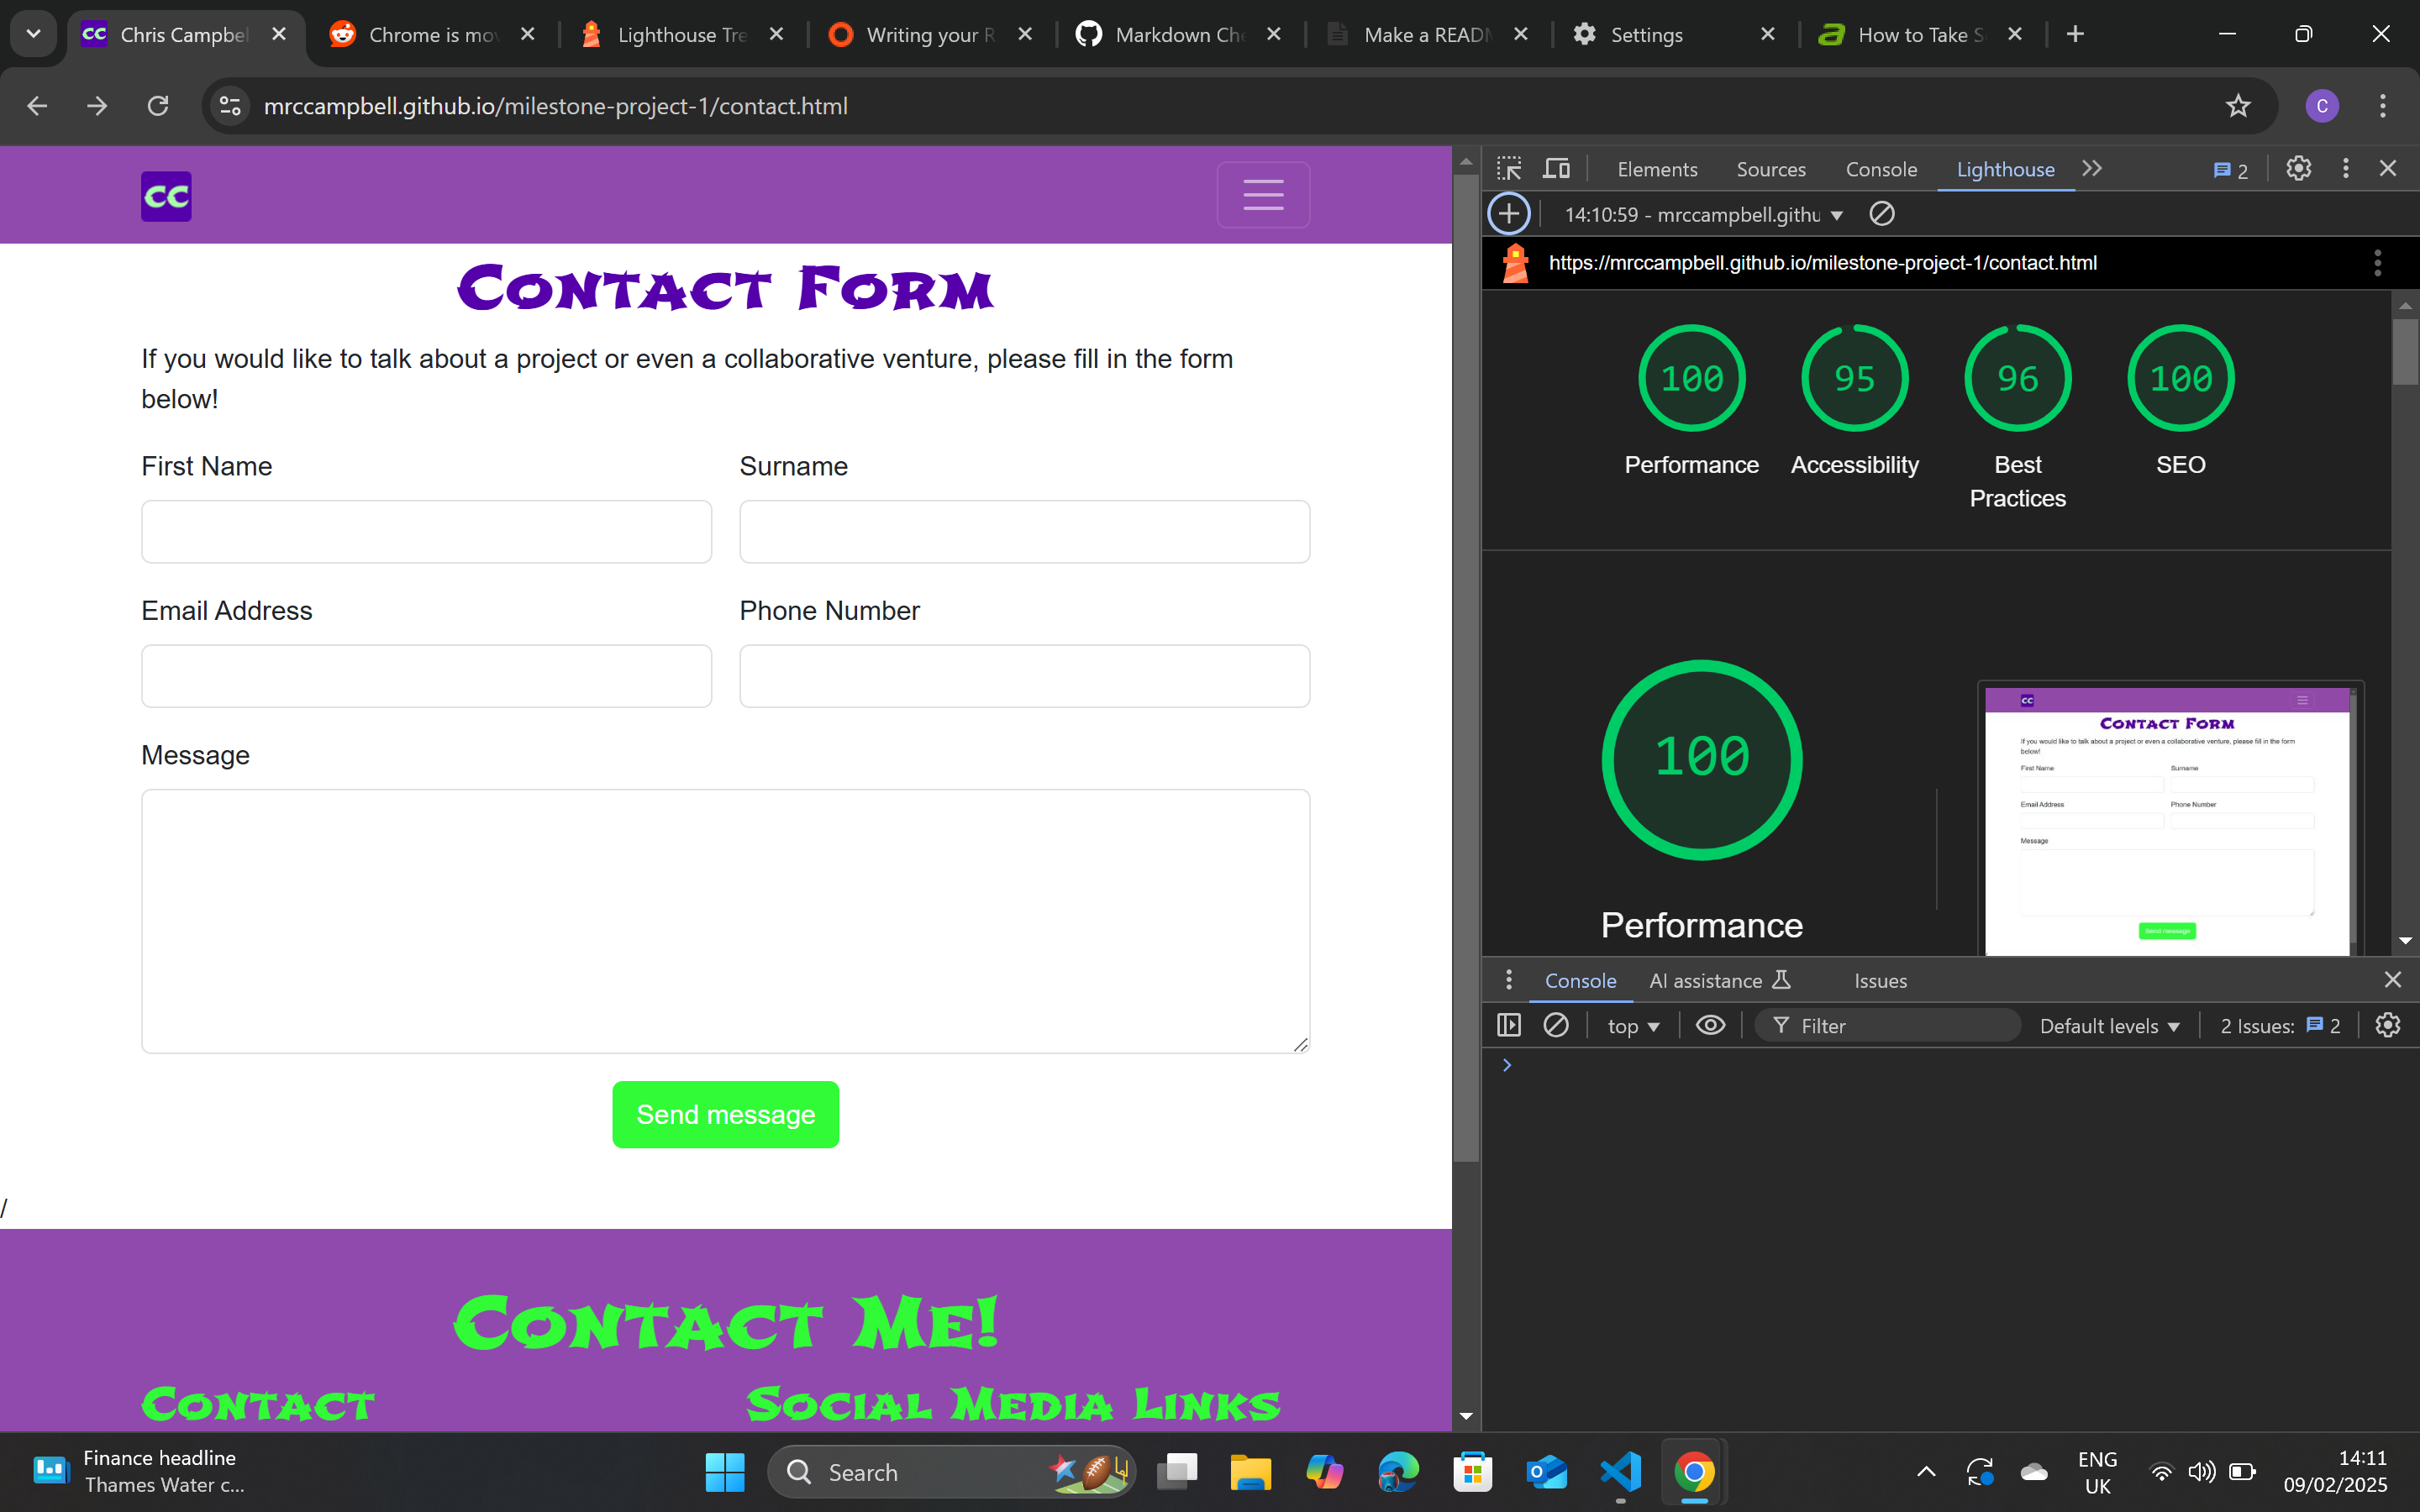 CC Chris Campbel
Chrome is mov
Lighthouse Tre
Writing your R
Markdown Che
Make a READM
Settings
How to Take S
mrccampbell.github.io/milestone-project-1/contact.html
C
CC
Contact Form
If you would like to talk about a project or even a collaborative venture, please fill in the form
below!
First Name
Surname
Email Address
Phone Number
Message
Send message
/
Contact Me!
Contact
Social Media Links
Elements
Sources
Console
Lighthouse
2
14:10:59 - mrccampbell.githu
https://mrccampbell.github.io/milestone-project-1/contact.html
100
95
96
100
Performance
Accessibility
Best
Practices
SEO
100
Performance
CC
Contact Form
If you would like to talk about a project or even a collaborative venture, please fill in the form
below!
First Name
Surname
Email Address
Phone Number
Message
Send message
Console
AI assistance
Issues
top
Filter
Default levels
2 Issues:
2
Finance headline
Thames Water c...
Search
ENG
UK
14:11
09/02/2025